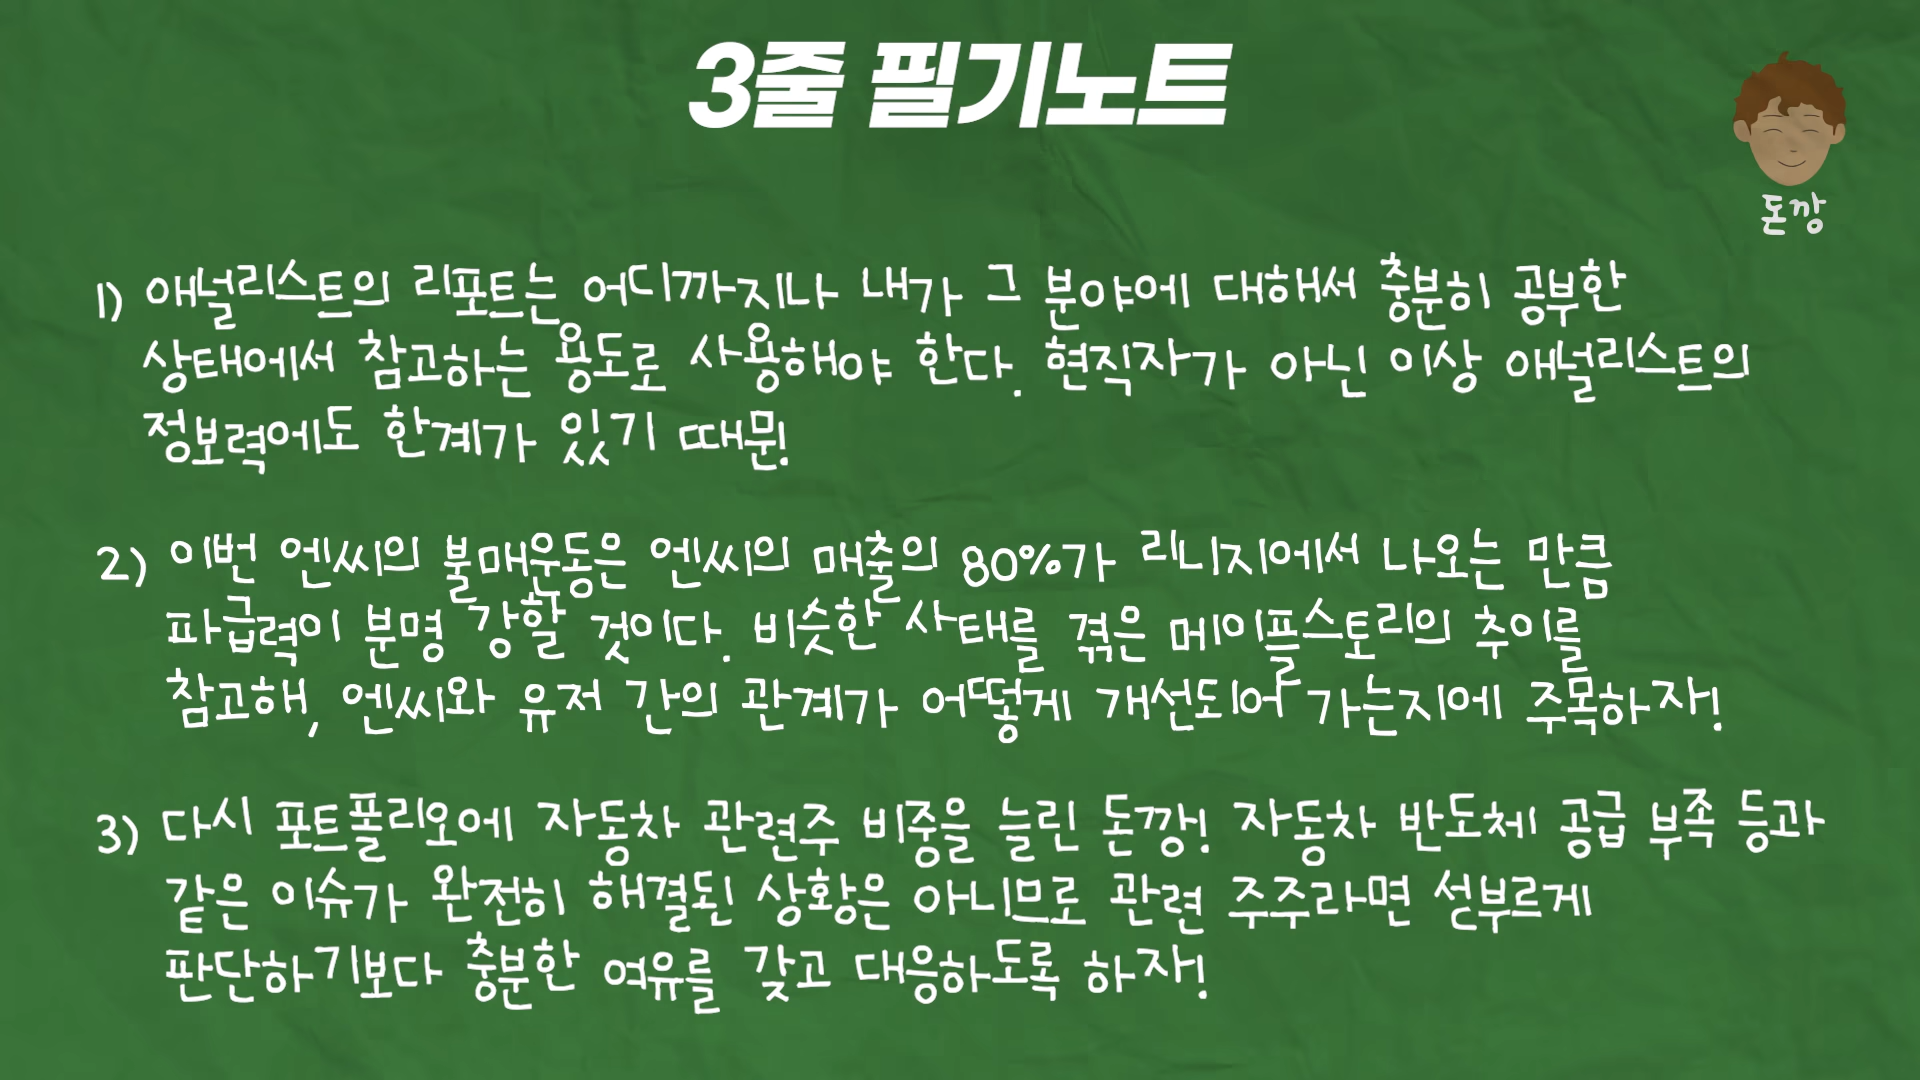 3줄 필기노트
돈깡
1) 애널리스트의 리포트는 어디까지나 내가 그 분야에 대해서 충분히 공부한
상태에서 참고하는 용도로 사용해야 한다. 현직자가 아닌 이상 애널리스트의
정보력에도 한계가 있기 때문!
2) 이번 엔씨의 불매운동은 엔씨의 매출의 80%가 리니지에서 나오는 만큼
파급력이 분명 강할 것이다. 비슷한 사태를 겪은 메이플스토리의 추이를
참고해, 엔씨와 유저 간의 관계가 어떻게 개선되어 가는지에 주목하자!
3) 다시 포트폴리오에 자동차 관련주 비중을 늘린 돈깡! 자동차 반도체 공급 부족 등과
같은 이슈가 완전히 해결된 상황은 아니므로 관련 주주라면 섣부르게
판단하기보다 충분한 여유를 갖고 대응하도록 하자!